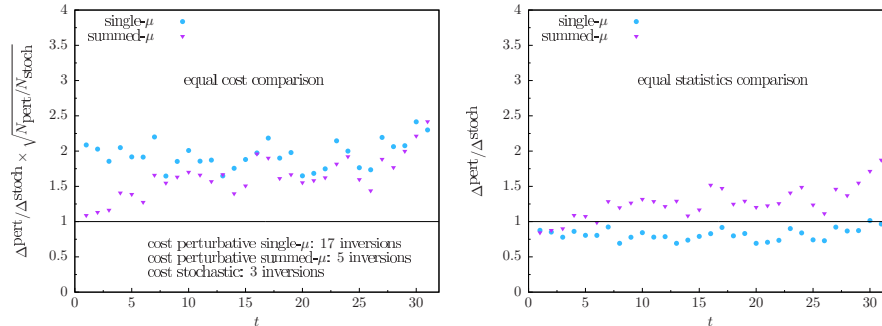 single-μ
summed-μ
equal cost comparison
cost perturbative single-μ: 17 inversions
cost perturbative summed-μ: 5 inversions
cost stochastic: 3 inversions
Δ^pert/Δ^stoch × √N_pert/N_stoch
0
0.5
1
1.5
2
2.5
3
3.5
4
0 5 10 15 20 25 30 35
t
single-μ
summed-μ
equal statistics comparison
Δ^pert/Δ^stoch
0
0.5
1
1.5
2
2.5
3
3.5
4
0 5 10 15 20 25 30
t